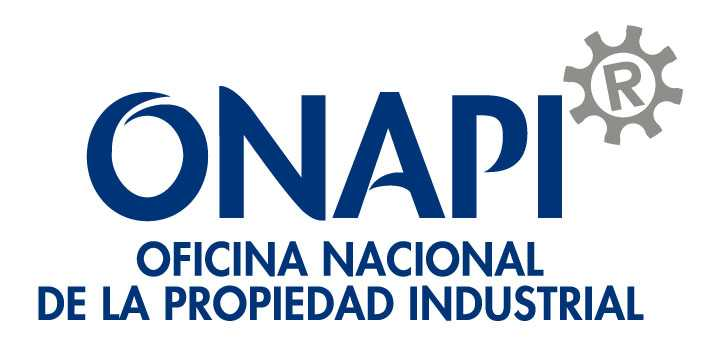 ONAPI R
OFICINA NACIONAL
DE LA PROPIEDAD INDUSTRIAL